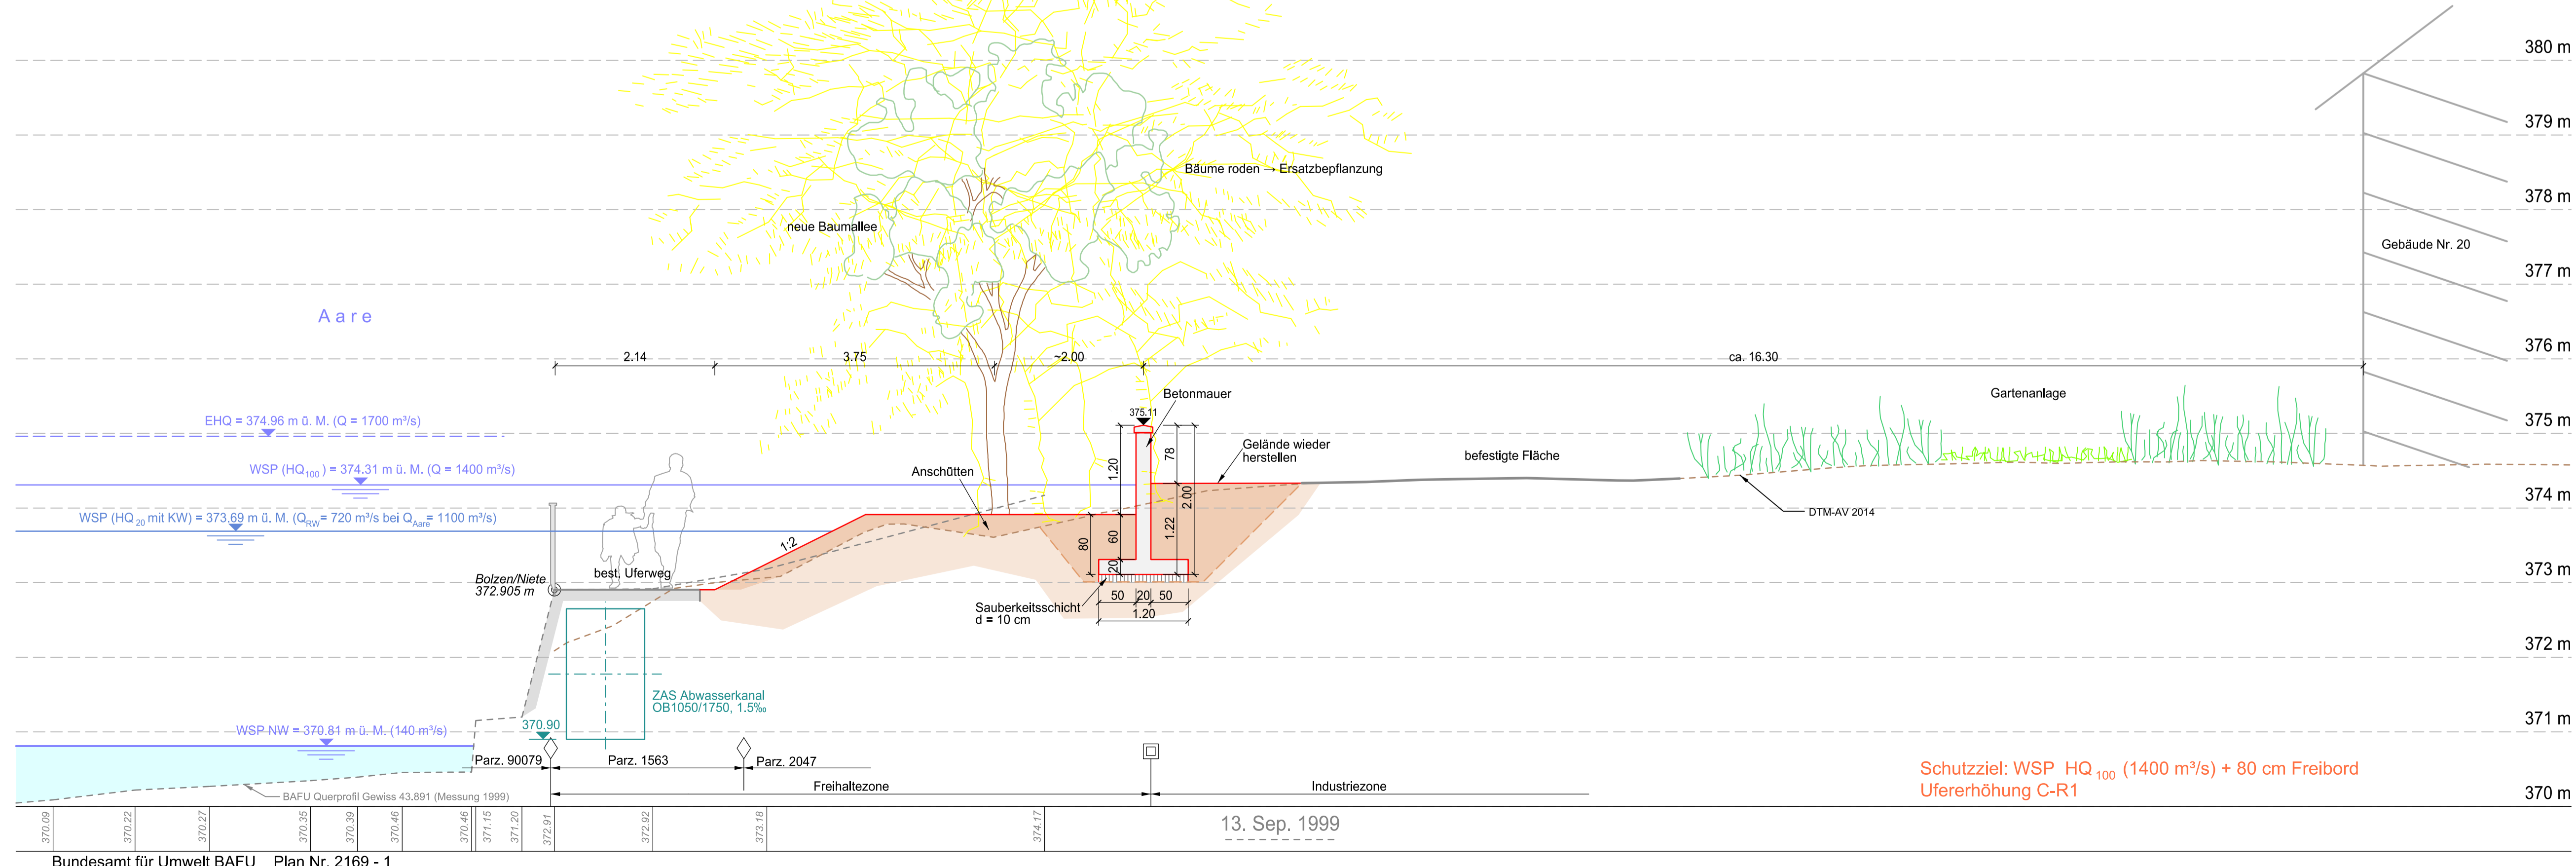 380 m
379 m
Bäume roden → Ersatzbepflanzung
378 m
neue Baumallee
Gebäude Nr. 20
377 m
Aare
376 m
2.14
3.75
~2.00
ca. 16.30
Betonmauer
Gartenanlage
375.11
EHQ = 374.96 m ü. M. (Q = 1700 m³/s)
375 m
Gelände wieder
herstellen
befestigte Fläche
WSP (HQ100) = 374.31 m ü. M. (Q = 1400 m³/s)
Anschütten
1.20
78
2.00
374 m
WSP (HQ20 mit KW) = 373.69 m ü. M. (QRW= 720 m³/s bei QAare= 1100 m³/s)
DTM-AV 2014
1:2
80
60
1.22
20
best. Uferweg
Bolzen/Niete
372.905 m
373 m
50
20
50
1.20
Sauberkeitsschicht
d = 10 cm
372 m
ZAS Abwasserkanal
OB1050/1750, 1.5‰
370.90
371 m
WSP NW = 370.81 m ü. M. (140 m³/s)
Parz. 90079
Parz. 1563
Parz. 2047
Freihaltezone
Industriezone
Schutzziel: WSP HQ100 (1400 m³/s) + 80 cm Freibord
Ufererhöhung C-R1
BAFU Querprofil Gewiss 43.891 (Messung 1999)
370 m
370.09
370.22
370.27
370.35
370.39
370.46
370.46
371.15
371.20
372.91
372.92
373.18
374.17
13. Sep. 1999
Bundesamt für Umwelt BAFU Plan Nr. 2169 - 1